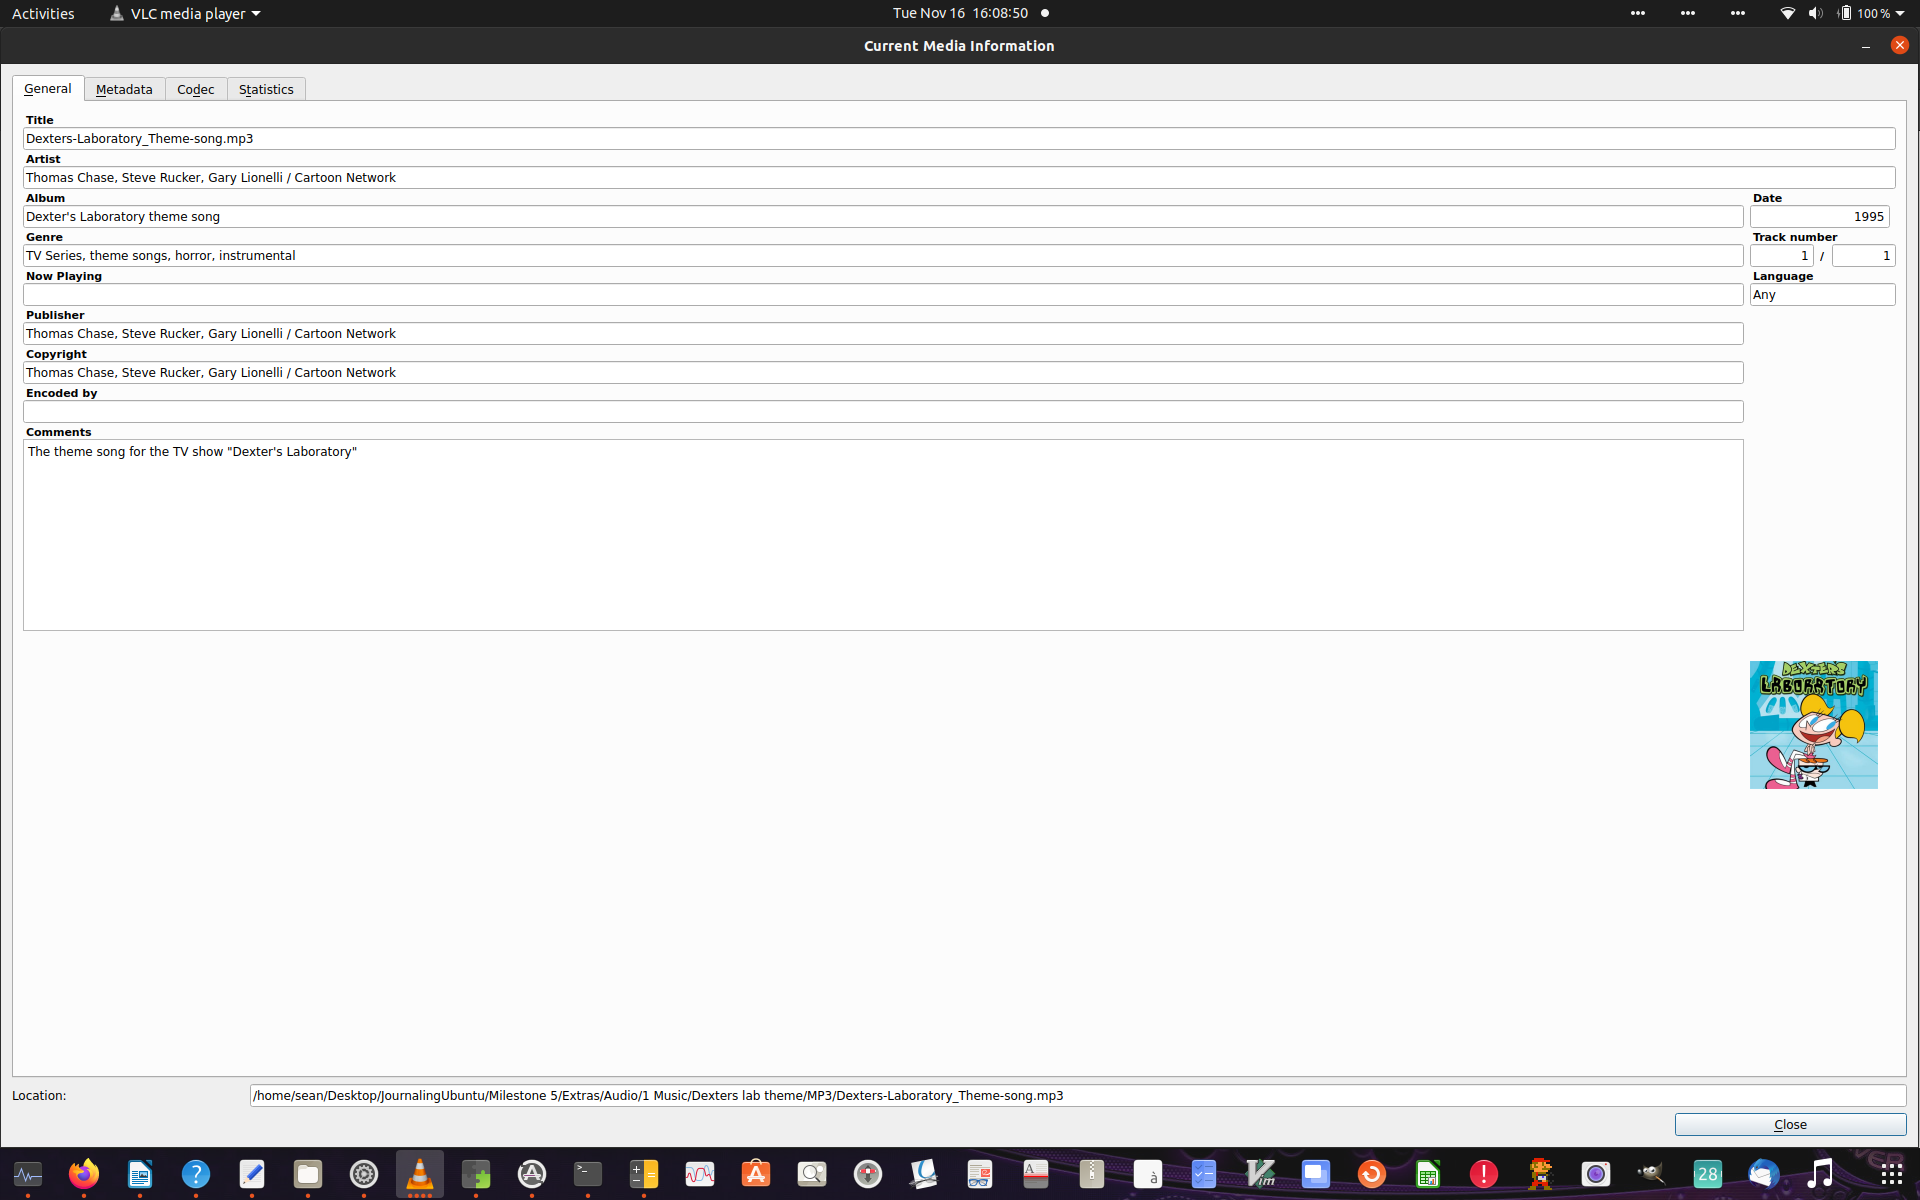 Activities VLC media player Tue Nov 16 16:08:50 100 %
Current Media Information
General Metadata Codec Statistics
Title
Dexters-Laboratory_Theme-song.mp3
Artist
Thomas Chase, Steve Rucker, Gary Lionelli / Cartoon Network
Album Date
Dexter's Laboratory theme song 1995
Genre Track number
TV Series, theme songs, horror, instrumental 1 / 1
Now Playing Language
Any
Publisher
Thomas Chase, Steve Rucker, Gary Lionelli / Cartoon Network
Copyright
Thomas Chase, Steve Rucker, Gary Lionelli / Cartoon Network
Encoded by
Comments
The theme song for the TV show "Dexter's Laboratory"
DEXTERS
LABORATORY
Location: /home/sean/Desktop/JournalingUbuntu/Milestone 5/Extras/Audio/1 Music/Dexters lab theme/MP3/Dexters-Laboratory_Theme-song.mp3
Close
28